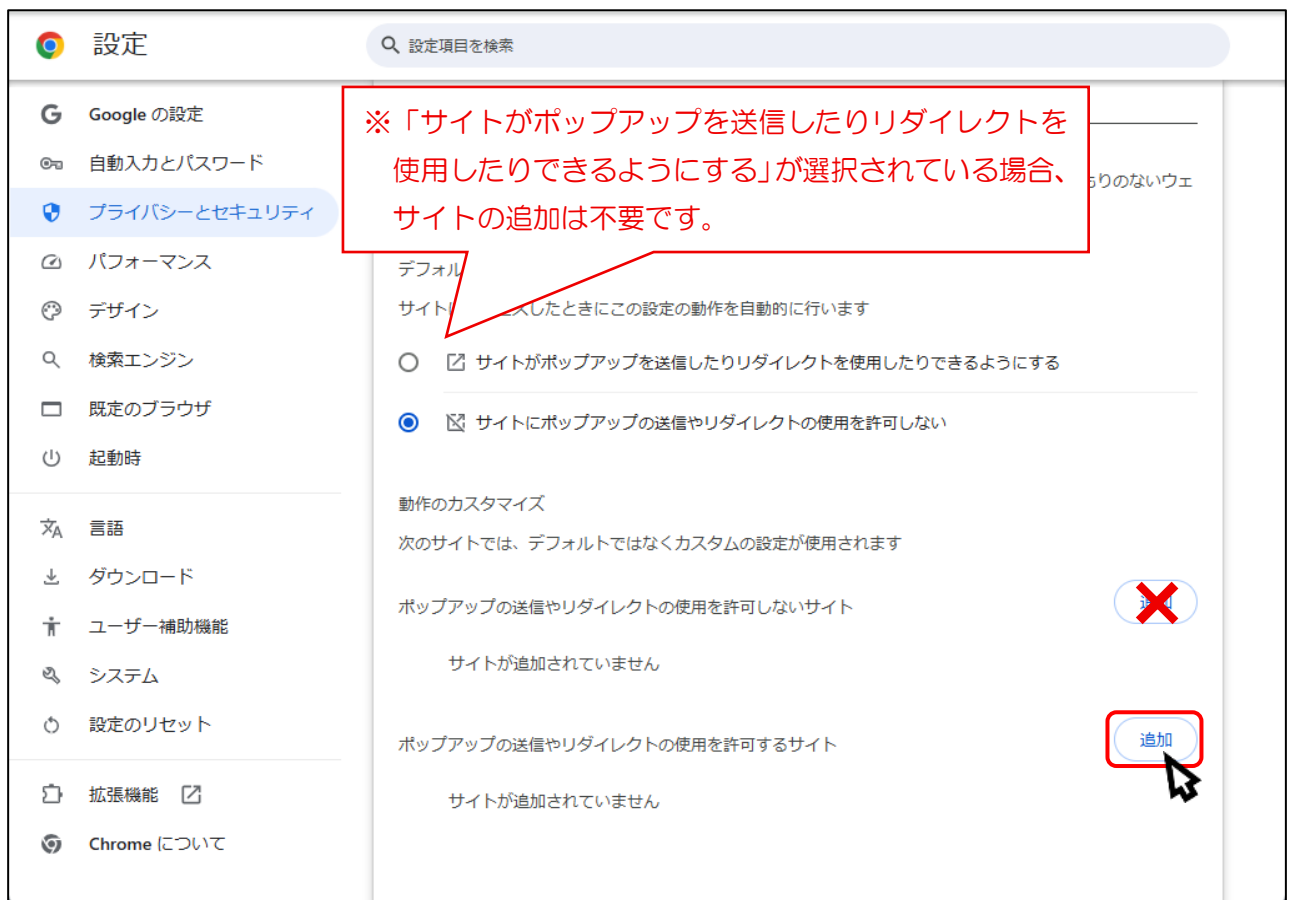 設定
設定項目を検索
Google の設定
自動入力とパスワード
プライバシーとセキュリティ
パフォーマンス
デザイン
検索エンジン
既定のブラウザ
起動時
言語
ダウンロード
ユーザー補助機能
システム
設定のリセット
拡張機能
Chrome について
※「サイトがポップアップを送信したりリダイレクトを
使用したりできるようにする」が選択されている場合、
サイトの追加は不要です。
のないウェ
デフォル
サイト
したときにこの設定の動作を自動的に行います
サイトがポップアップを送信したりリダイレクトを使用したりできるようにする
サイトにポップアップの送信やリダイレクトの使用を許可しない
動作のカスタマイズ
次のサイトでは、デフォルトではなくカスタムの設定が使用されます
ポップアップの送信やリダイレクトの使用を許可しないサイト
サイトが追加されていません
ポップアップの送信やリダイレクトの使用を許可するサイト
追加
サイトが追加されていません